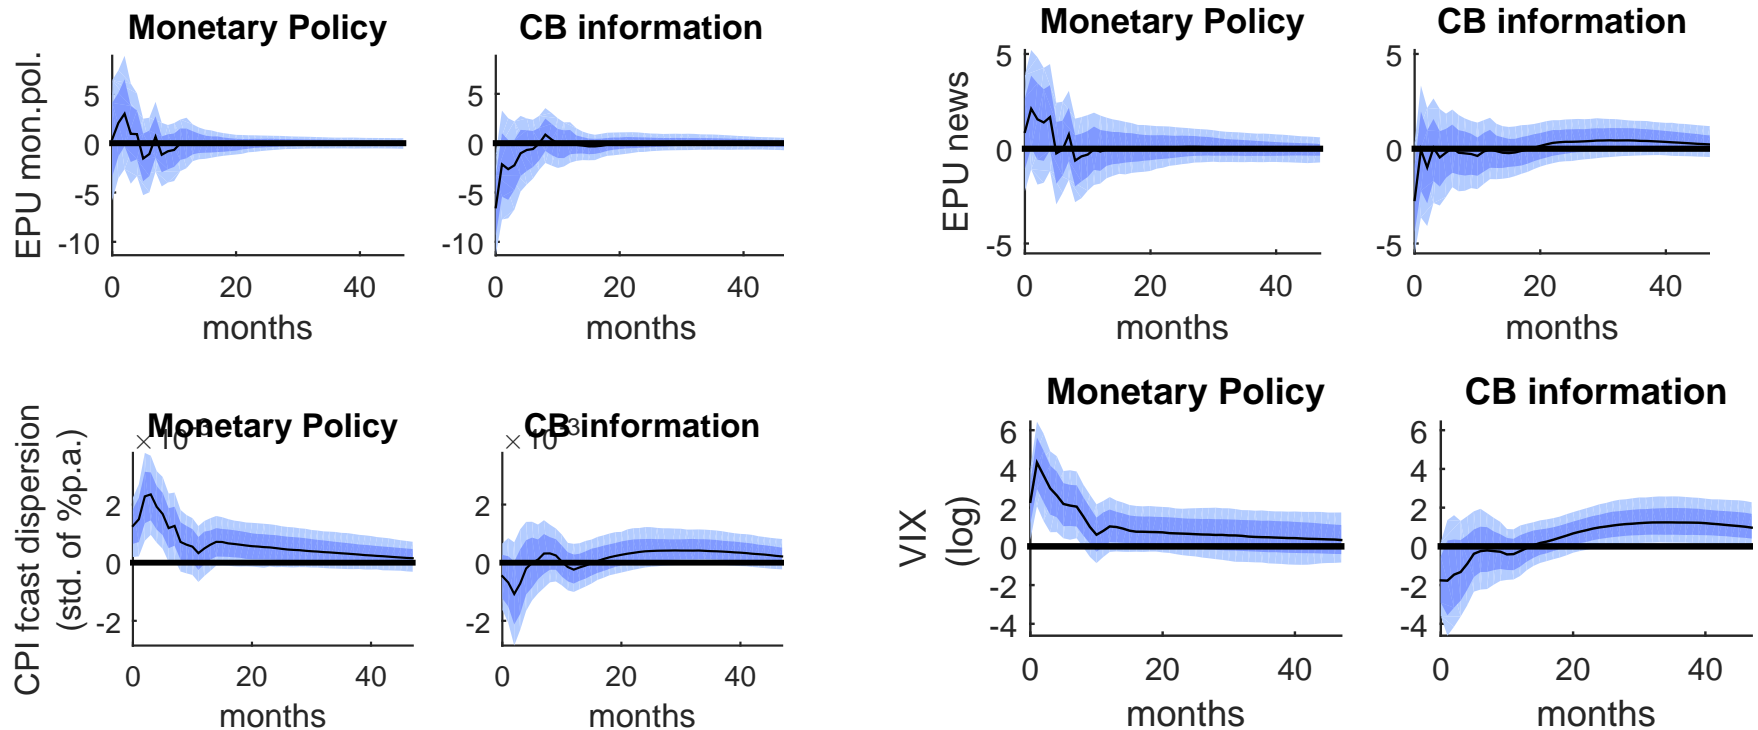 Monetary Policy
CB information
EPU mon.pol.
5
0
-5
-10
0 20 40
months
5
0
-5
-10
0 20 40
months
Monetary Policy
CB information
EPU news
5
0
-5
0 20 40
months
5
0
-5
0 20 40
months
Monetary Policy
CB information
CPI fcast dispersion
(std. of %p.a.)
× 10-3
2
0
-2
0 20 40
months
× 10-3
2
0
-2
0 20 40
months
Monetary Policy
CB information
VIX
(log)
6
4
2
0
-2
-4
0 20 40
months
6
4
2
0
-2
-4
0 20 40
months